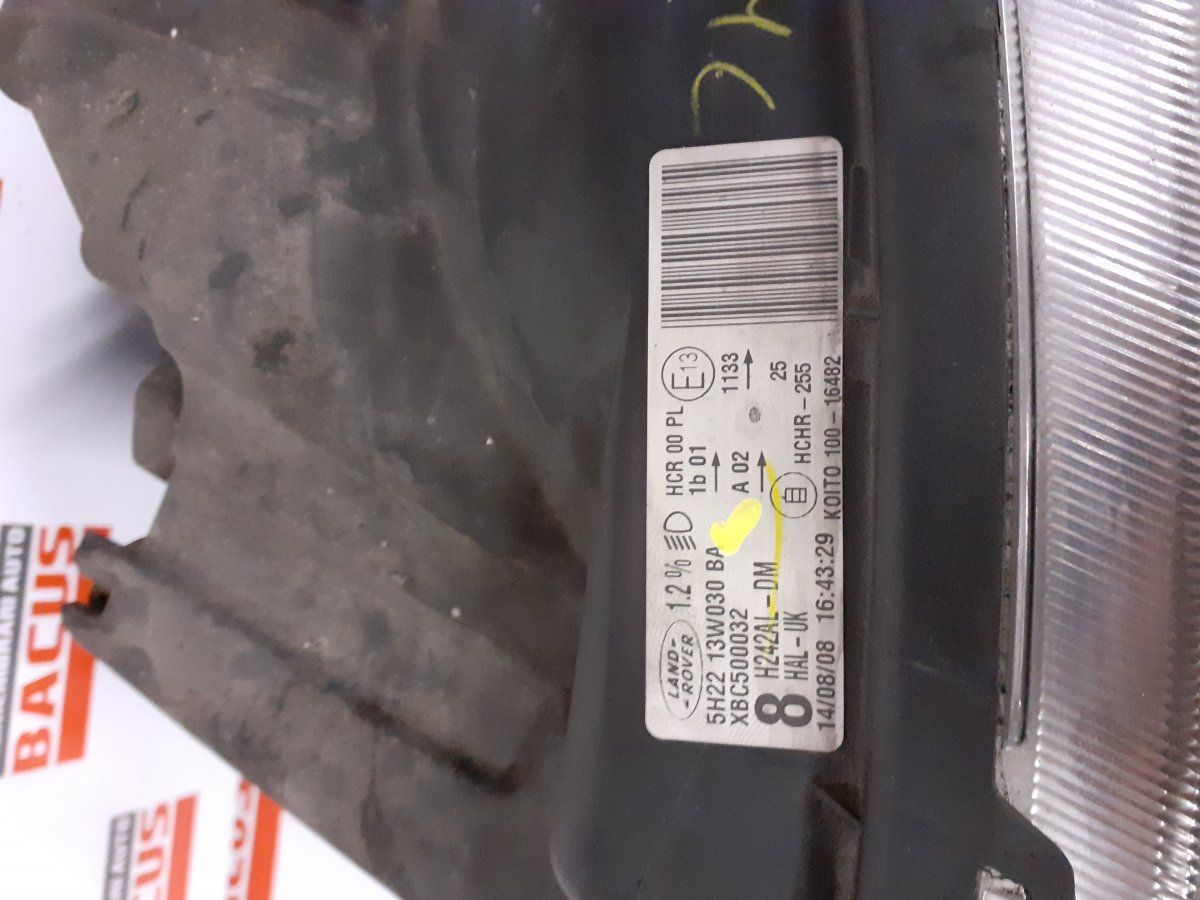 LAND-
-ROVER
1.2 % HCR 00 PL E13
5H22 13W030 BA 1b 01 1133
XBC500032 A 02
8 H242AL-DM 25
HAL-UK HCHR-255
14/08/08 16:43:29 KOITO 100-16482
BACUS
BACUS